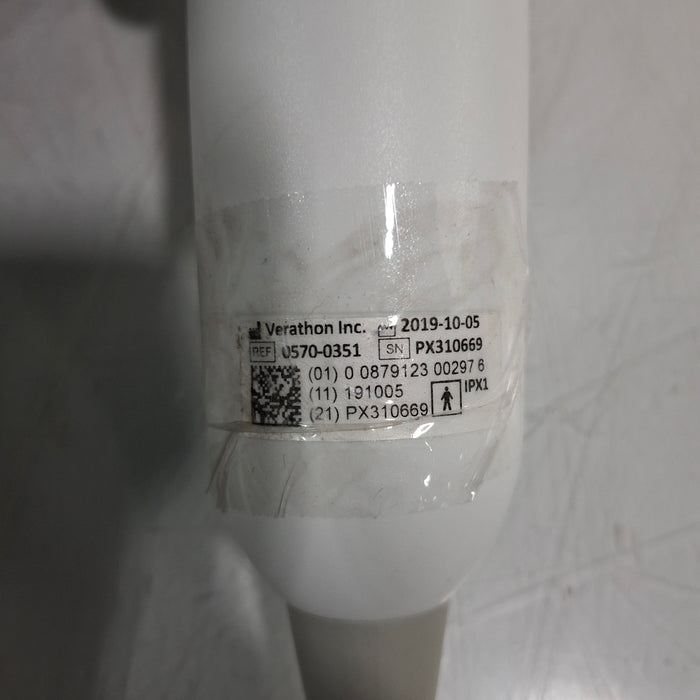 Verathon Inc. 2019-10-05
REF 0570-0351 SN PX310669
(01) 0 0879123 00297 6
(11) 191005 IPX1
(21) PX310669